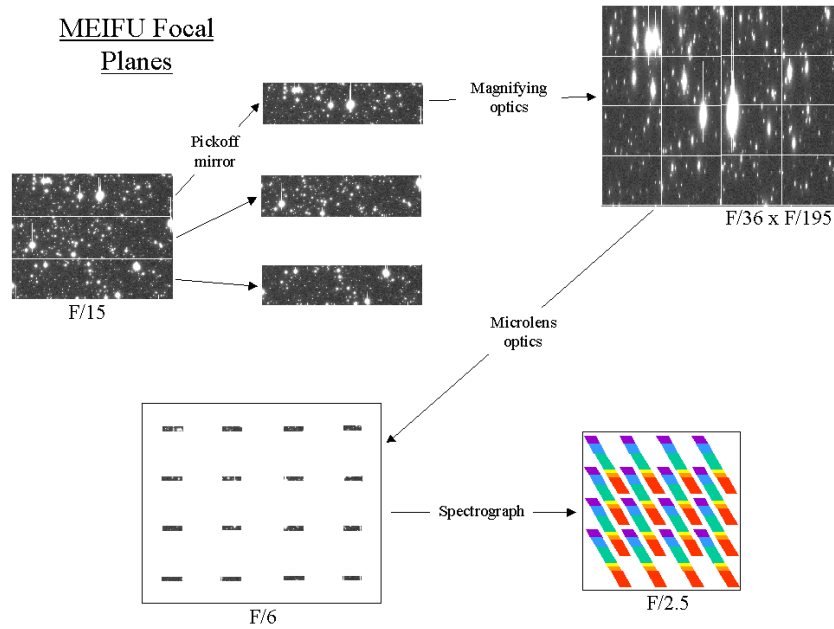 MEIFU Focal
Planes
Pickoff
mirror
Magnifying
optics
F/15
F/36 x F/195
Microlens
optics
Spectrograph
F/6
F/2.5